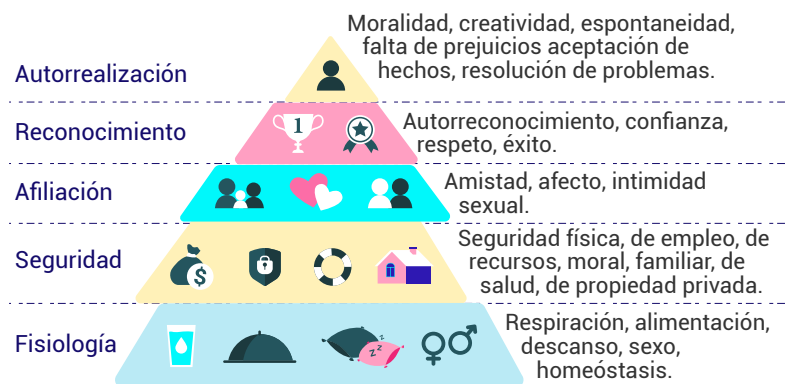 Moralidad, creatividad, espontaneidad,
falta de prejuicios aceptación de
hechos, resolución de problemas.
Autorrealización
1
Reconocimiento
Autorreconocimiento, confianza,
respeto, éxito.
Afiliación
Amistad, afecto, intimidad
sexual.
Seguridad
$
Seguridad física, de empleo, de
recursos, moral, familiar, de
salud, de propiedad privada.
Fisiología
z z z
Respiración, alimentación,
descanso, sexo,
homeóstasis.